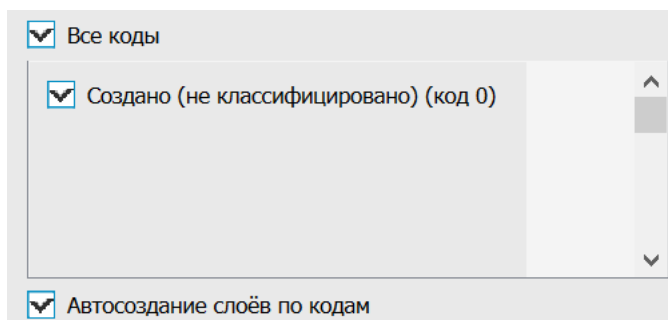 Все коды
Создано (не классифицировано) (код 0)
Автосоздание слоёв по кодам